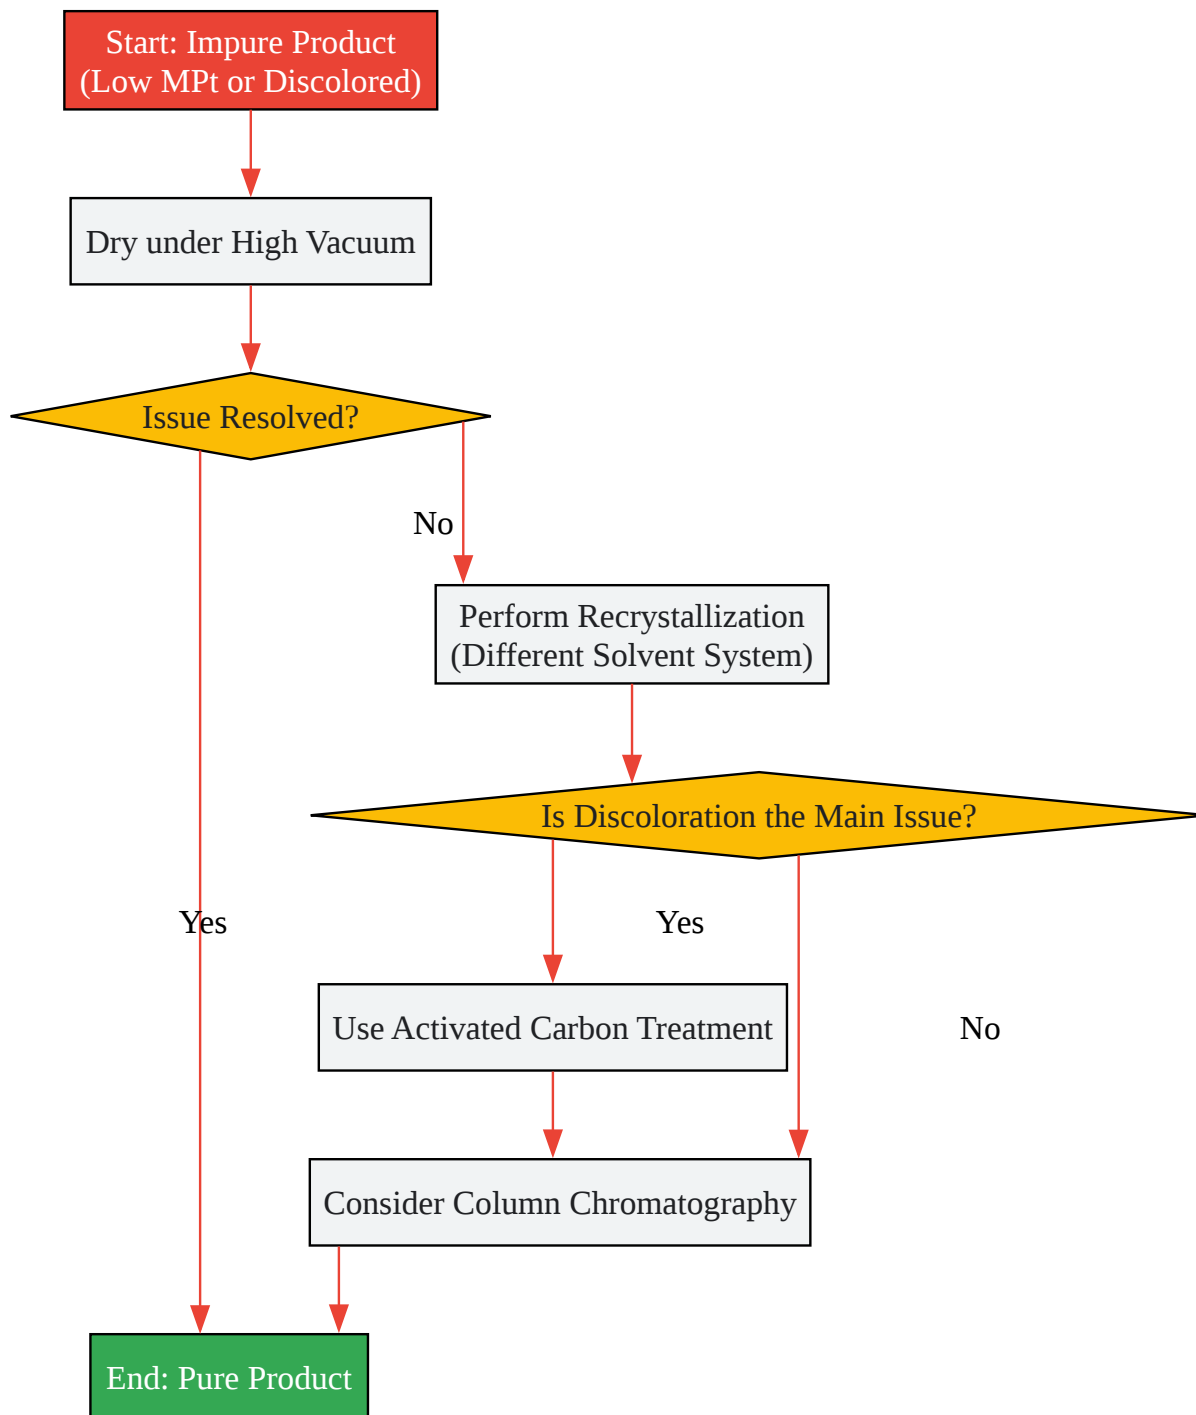 Start: Impure Product
(Low MPt or Discolored)
Dry under High Vacuum
Issue Resolved?
No
Perform Recrystallization
(Different Solvent System)
Is Discoloration the Main Issue?
Yes
Yes
Use Activated Carbon Treatment
No
Consider Column Chromatography
End: Pure Product